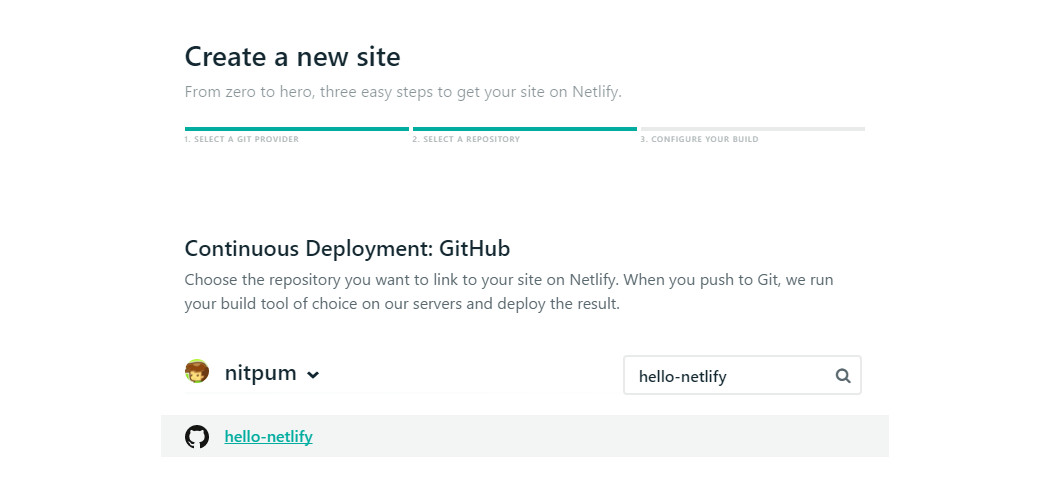 Create a new site
From zero to hero, three easy steps to get your site on Netlify.
1. SELECT A GIT PROVIDER 2. SELECT A REPOSITORY 3. CONFIGURE YOUR BUILD
Continuous Deployment: GitHub
Choose the repository you want to link to your site on Netlify. When you push to Git, we run
your build tool of choice on our servers and deploy the result.
nitpum hello-netlify
hello-netlify